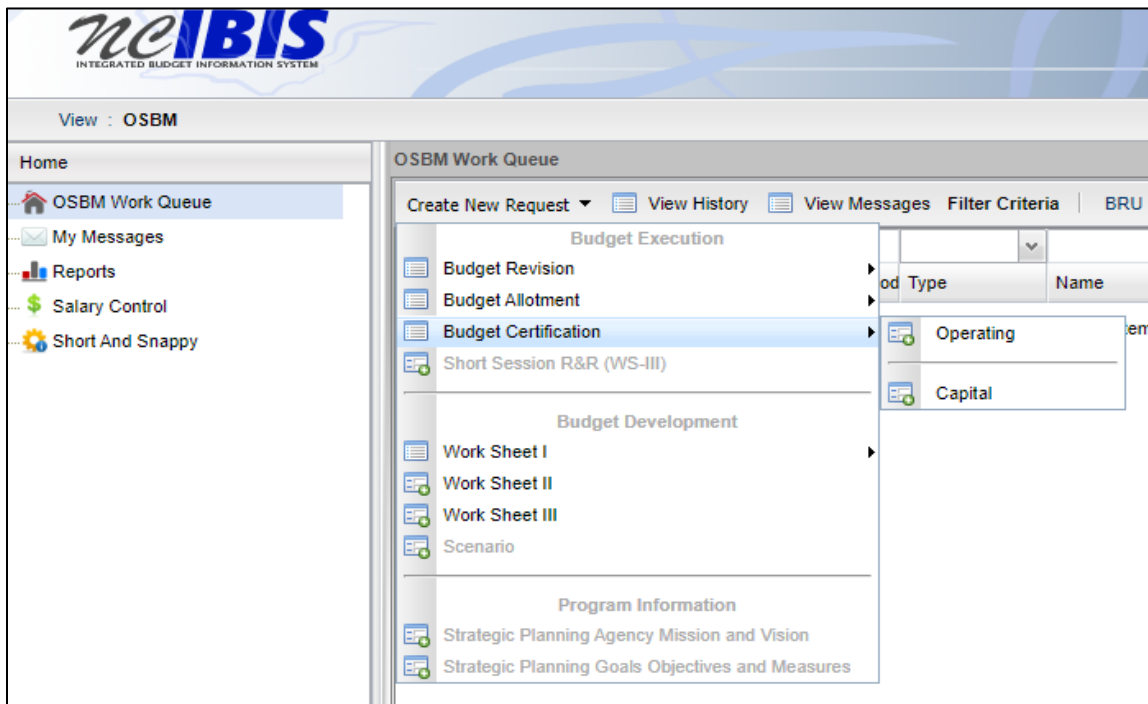 ncIBIS
INTEGRATED BUDGET INFORMATION SYSTEM
View : OSBM
Home
OSBM Work Queue
My Messages
Reports
Salary Control
Short And Snappy
OSBM Work Queue
Create New Request View History View Messages Filter Criteria BRU
od Type Name
Budget Execution
Budget Revision
Budget Allotment
Budget Certification
Short Session R&R (WS-III)
Budget Development
Work Sheet I
Work Sheet II
Work Sheet III
Scenario
Program Information
Strategic Planning Agency Mission and Vision
Strategic Planning Goals Objectives and Measures
Operating
Capital